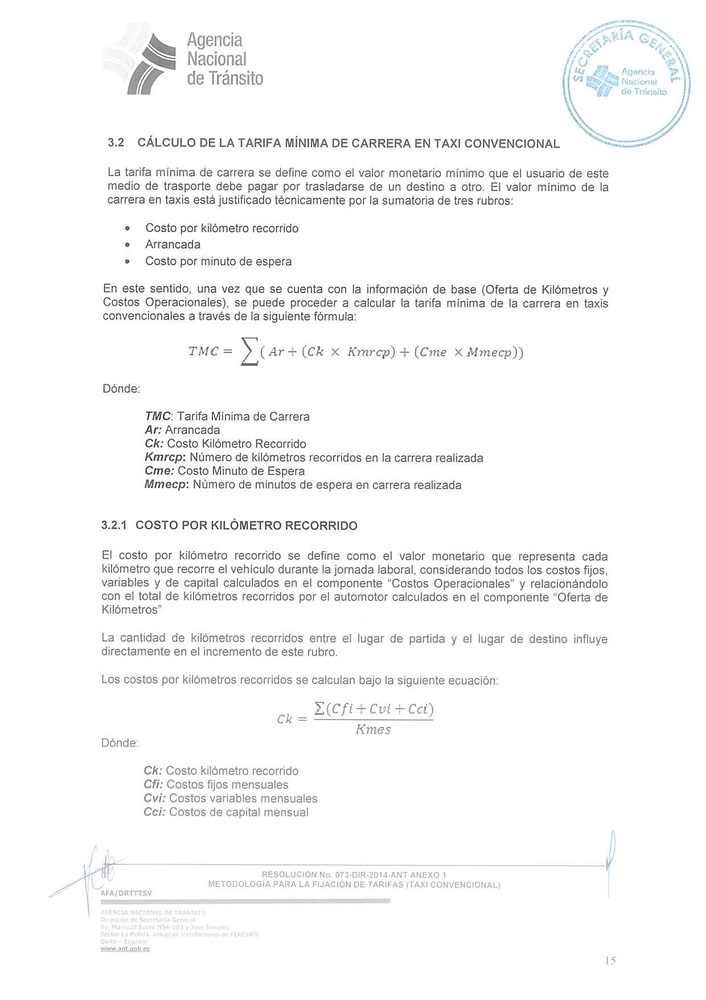 Agencia
Nacional
de Tránsito
SECRETARÍA GENERAL
Agencia
Nacional
de Tránsito
3.2 CÁLCULO DE LA TARIFA MÍNIMA DE CARRERA EN TAXI CONVENCIONAL
La tarifa mínima de carrera se define como el valor monetario mínimo que el usuario de este
medio de trasporte debe pagar por trasladarse de un destino a otro. El valor mínimo de la
carrera en taxis está justificado técnicamente por la sumatoria de tres rubros:
• Costo por kilómetro recorrido
• Arrancada
• Costo por minuto de espera
En este sentido, una vez que se cuenta con la información de base (Oferta de Kilómetros y
Costos Operacionales), se puede proceder a calcular la tarifa mínima de la carrera en taxis
convencionales a través de la siguiente fórmula:
TMC = ∑( Ar + (Ck × Kmrcp) + (Cme × Mmecp))
Dónde:
TMC: Tarifa Mínima de Carrera
Ar: Arrancada
Ck: Costo Kilómetro Recorrido
Kmrcp: Número de kilómetros recorridos en la carrera realizada
Cme: Costo Minuto de Espera
Mmecp: Número de minutos de espera en carrera realizada
3.2.1 COSTO POR KILÓMETRO RECORRIDO
El costo por kilómetro recorrido se define como el valor monetario que representa cada
kilómetro que recorre el vehículo durante la jornada laboral, considerando todos los costos fijos,
variables y de capital calculados en el componente “Costos Operacionales” y relacionándolo
con el total de kilómetros recorridos por el automotor calculados en el componente “Oferta de
Kilómetros”
La cantidad de kilómetros recorridos entre el lugar de partida y el lugar de destino influye
directamente en el incremento de este rubro.
Los costos por kilómetros recorridos se calculan bajo la siguiente ecuación:
Ck = ∑(Cfi + Cvi + Cci)
Kmes
Dónde:
Ck: Costo kilómetro recorrido
Cfi: Costos fijos mensuales
Cvi: Costos variables mensuales
Cci: Costos de capital mensual
RESOLUCIÓN No. 073-DIR-2014-ANT ANEXO 1
METODOLOGÍA PARA LA FIJACIÓN DE TARIFAS (TAXI CONVENCIONAL)
AFA/DRTTTSV
AGENCIA NACIONAL DE TRANSITO
Dirección de Secretaria General
Av. Mariscal Sucre N54-103 y José Sánchez
Sector La Pulida, antiguas instalaciones de FEREXPO
Quito – Ecuador
www.ant.gob.ec
15